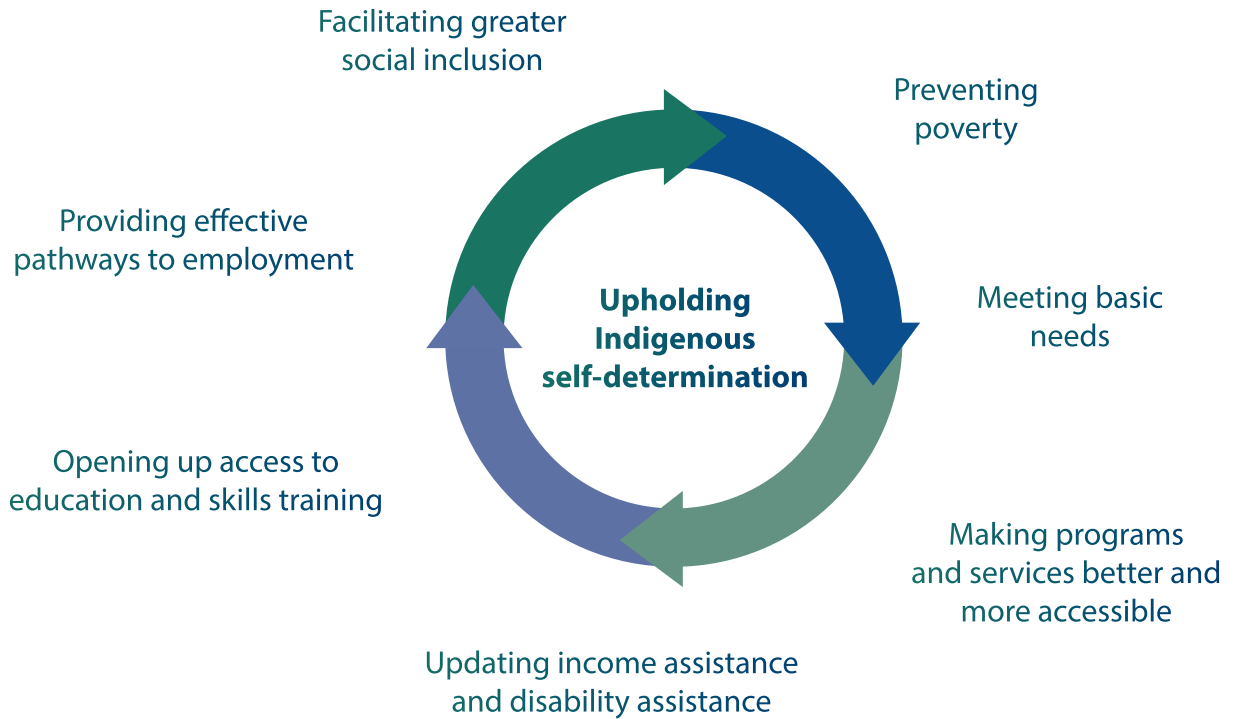 Facilitating greater
social inclusion
Preventing
poverty
Providing effective
pathways to employment
Upholding
Indigenous
self-determination
Meeting basic
needs
Opening up access to
education and skills training
Making programs
and services better and
more accessible
Updating income assistance
and disability assistance